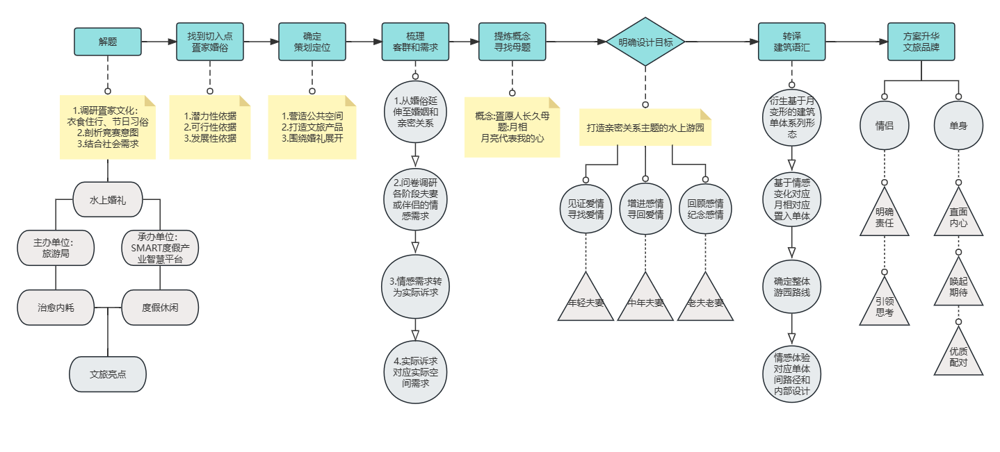 解题
找到切入点
疍家婚俗
确定
策划定位
梳理
客群和需求
提炼概念
寻找母题
明确设计目标
转译
建筑语汇
方案升华
文旅品牌
1.调研疍家文化：
衣食住行、节日习俗
2.剖析竞赛意图
3.结合社会需求
1.潜力性依据
2.可行性依据
3.发展性依据
1.营造公共空间
2.打造文旅产品
3.围绕婚礼展开
1.从婚俗延
伸至婚姻和
亲密关系
概念:疍愿人长久母
题:月相
月亮代表我的心
打造亲密关系主题的水上游园
衍生基于月
变形的建筑
单体系列形
态
情侣
单身
水上婚礼
主办单位：
旅游局
承办单位：
SMART度假产
业智慧平台
治愈内耗
度假休闲
文旅亮点
2.问卷调研
各阶段夫妻
或伴侣的情
感需求
3.情感需求转
为实际诉求
4.实际诉求
对应实际空
间需求
见证爱情
寻找爱情
增进感情
寻回爱情
回顾感情
纪念感情
年轻夫妻
中年夫妻
老夫老妻
基于情感
变化对应
月相对应
置入单体
确定整体
游园路线
情感体验
对应单体
间路径和
内部设计
明确
责任
引领
思考
直面
内心
唤起
期待
优质
配对